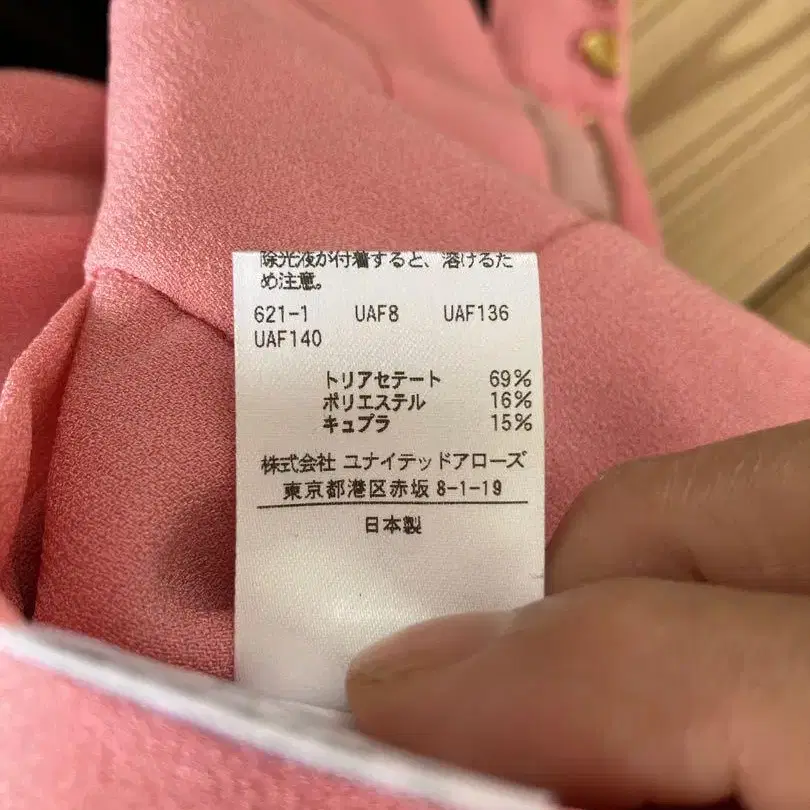 除光液が付着すると、溶けるた
め注意。
621-1 UAF8 UAF136
UAF140
トリアセテート 69%
ポリエステル 16%
キュプラ 15%
株式会社 ユナイテッドアローズ
東京都港区赤坂 8-1-19
日本製